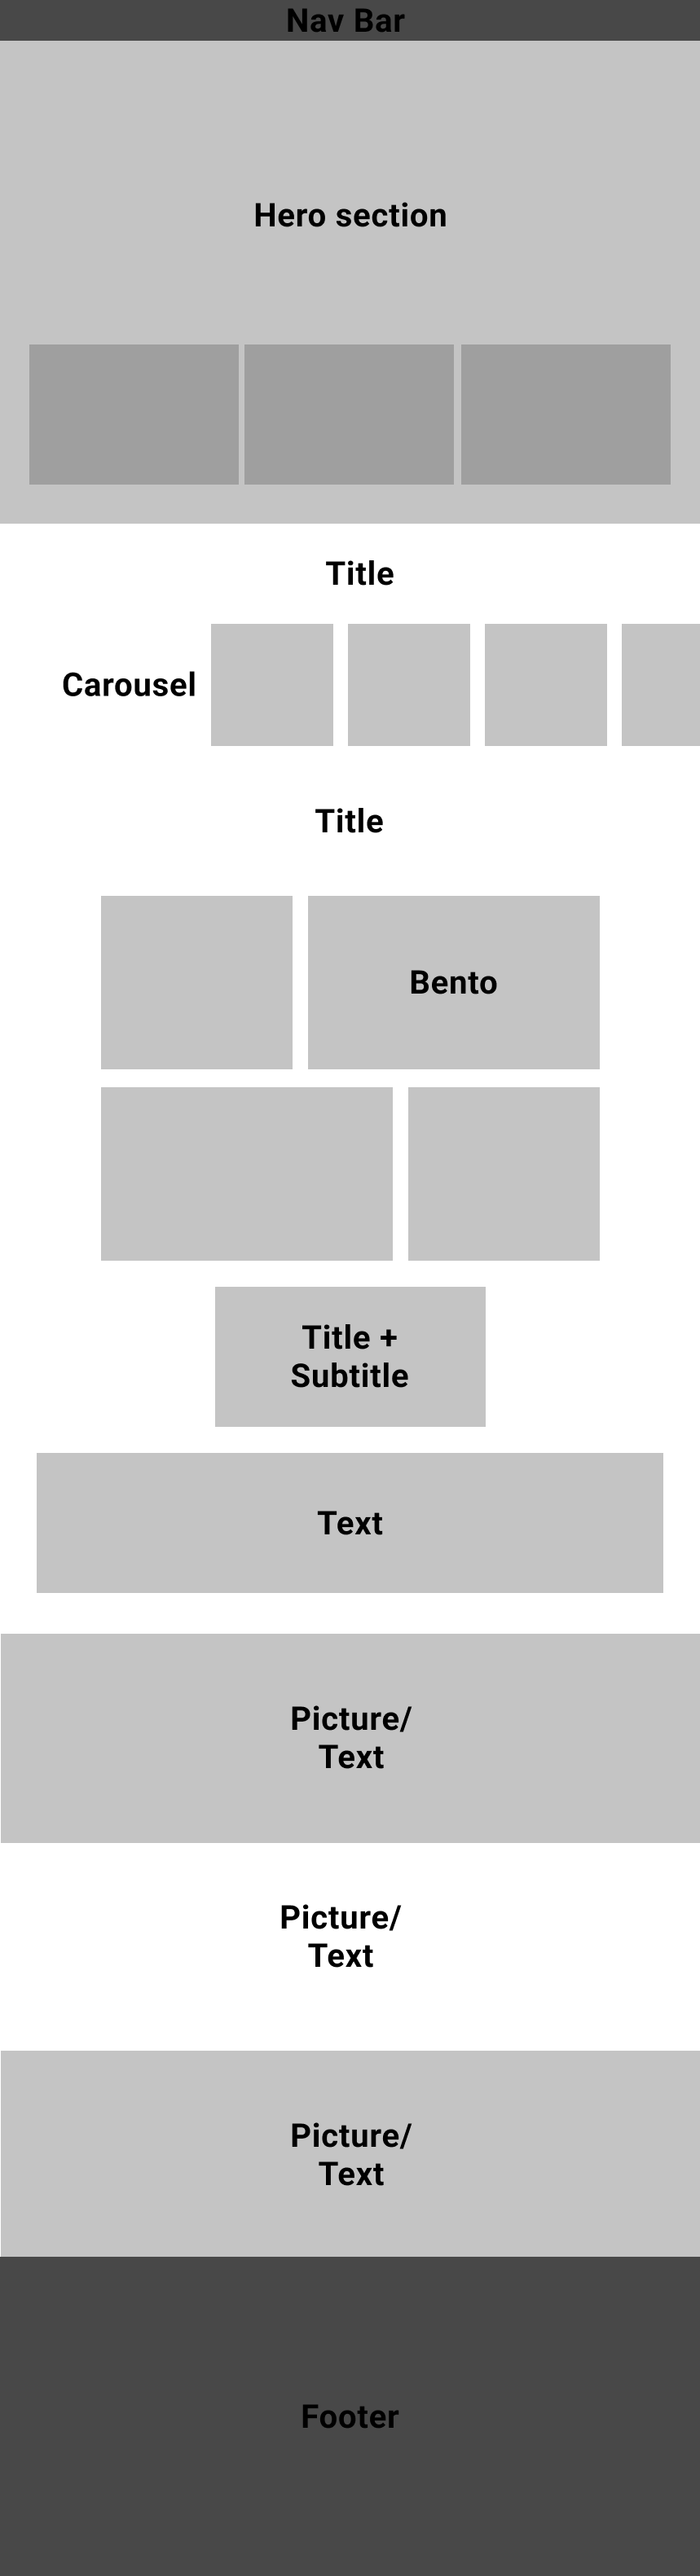 Nav Bar
Hero section
Title
Carousel
Title
Bento
Title +
Subtitle
Text
Picture/
Text
Picture/
Text
Picture/
Text
Footer